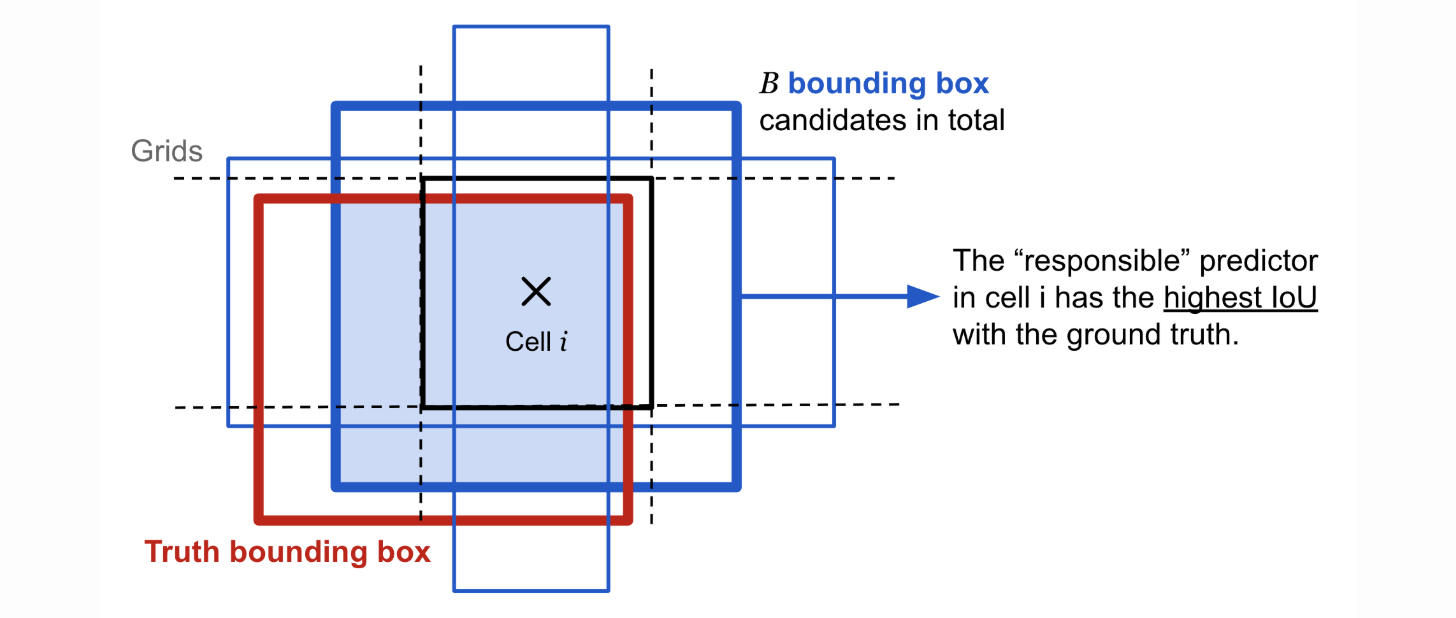 B bounding box
candidates in total
Grids
The “responsible” predictor
in cell i has the highest IoU
with the ground truth.
Cell i
Truth bounding box